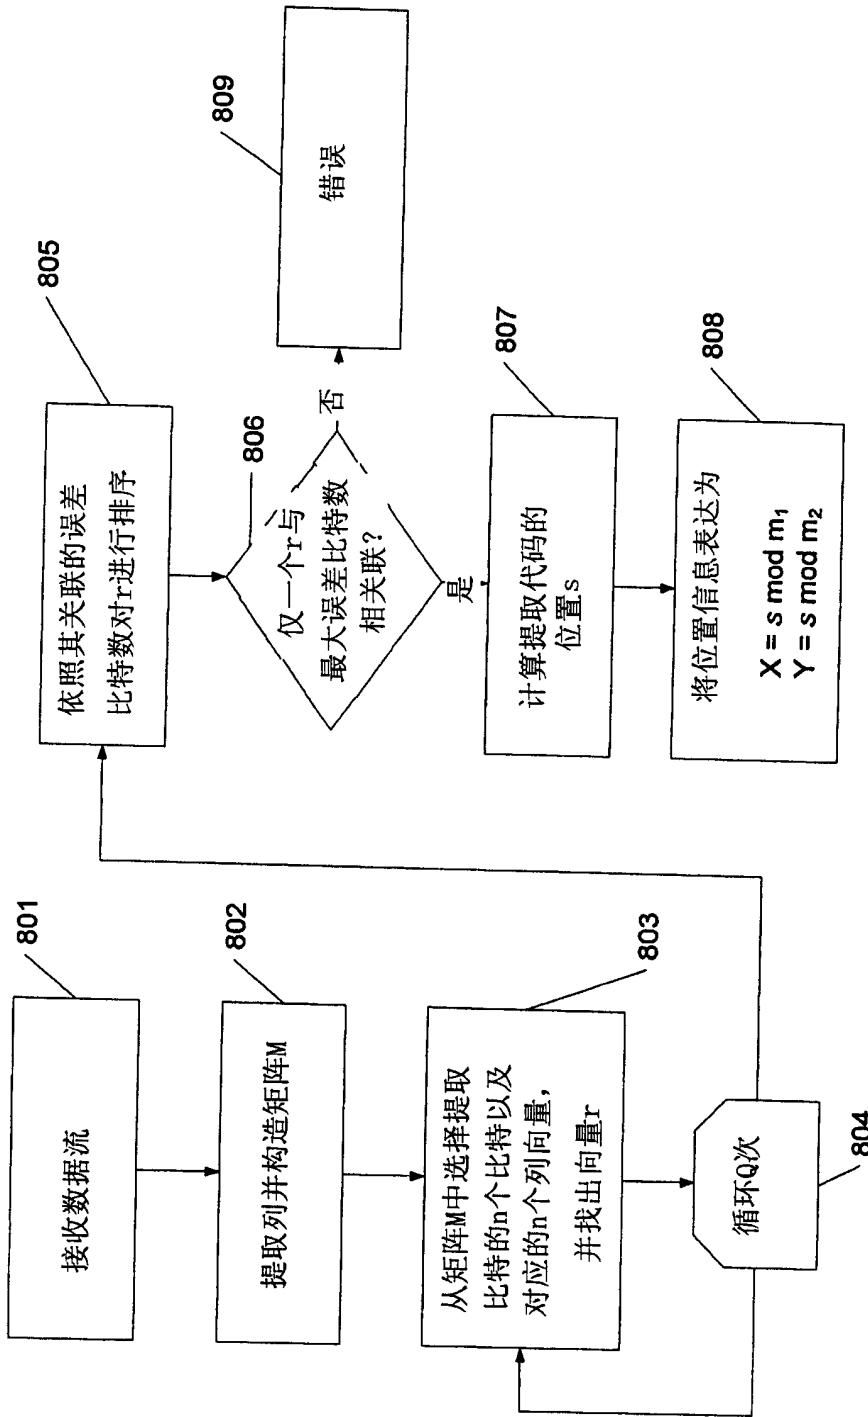 801
接收数据流
802
提取列并构造矩阵M
803
从矩阵M中选择提取
比特的n个比特以及
对应的n个列向量,
并找出向量r
循环Q次
804
805
依照其关联的误差
比特数对r进行排序
806
仅一个r与
最大误差比特数
相关联?
否
809
错误
是
807
计算提取代码的
位置s
808
将位置信息表达为
X = s mod m₁
Y = s mod m₂